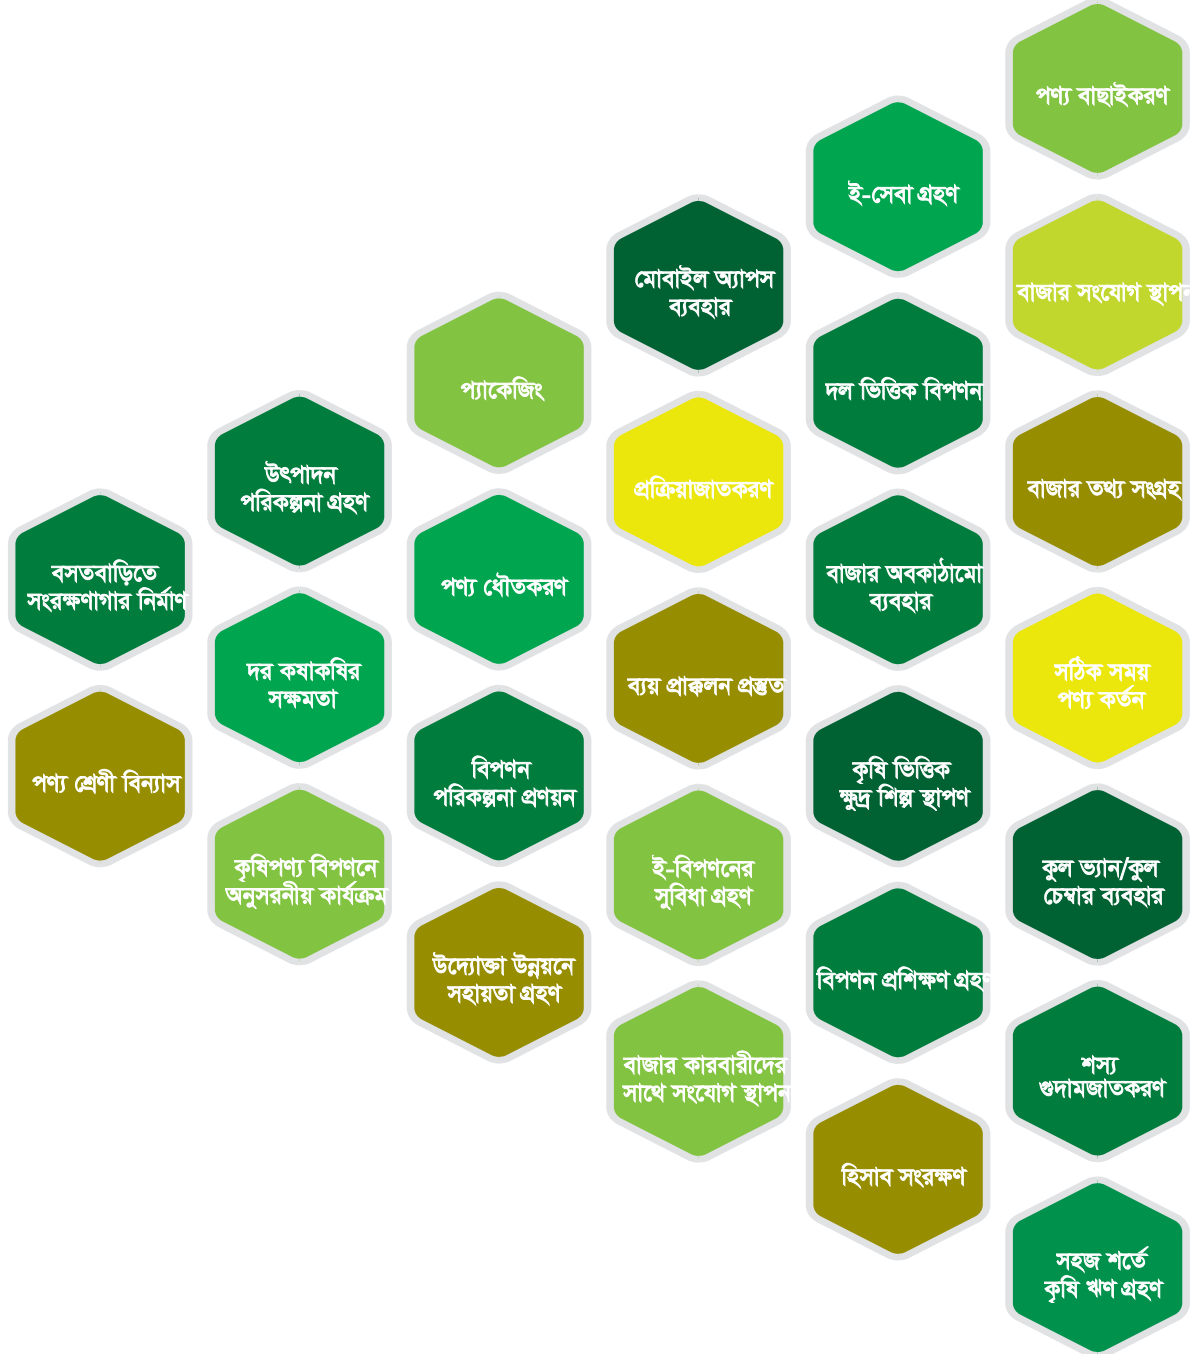 বসতবাড়িতে
সংরক্ষণাগার নির্মাণ
পণ্য শ্রেণী বিন্যাস
উৎপাদন
পরিকল্পনা গ্রহণ
দর কষাকষির
সক্ষমতা
কৃষিপণ্য বিপণনে
অনুসরনীয় কার্যক্রম
প্যাকেজিং
পণ্য ধৌতকরণ
বিপণন
পরিকল্পনা প্রণয়ন
উদ্যোক্তা উন্নয়নে
সহায়তা গ্রহণ
মোবাইল অ্যাপস
ব্যবহার
প্রক্রিয়াজাতকরণ
ব্যয় প্রাক্কলন প্রস্তুত
ই-বিপণনের
সুবিধা গ্রহণ
বাজার কারবারীদের
সাথে সংযোগ স্থাপন
ই-সেবা গ্রহণ
দল ভিত্তিক বিপণন
বাজার অবকাঠামো
ব্যবহার
কৃষি ভিত্তিক
ক্ষুদ্র শিল্প স্থাপণ
বিপণন প্রশিক্ষণ গ্রহণ
হিসাব সংরক্ষণ
পণ্য বাছাইকরণ
বাজার সংযোগ স্থাপন
বাজার তথ্য সংগ্রহ
সঠিক সময়
পণ্য কর্তন
কুল ভ্যান/কুল
চেম্বার ব্যবহার
শস্য
গুদামজাতকরণ
সহজ শর্তে
কৃষি ঋণ গ্রহণ